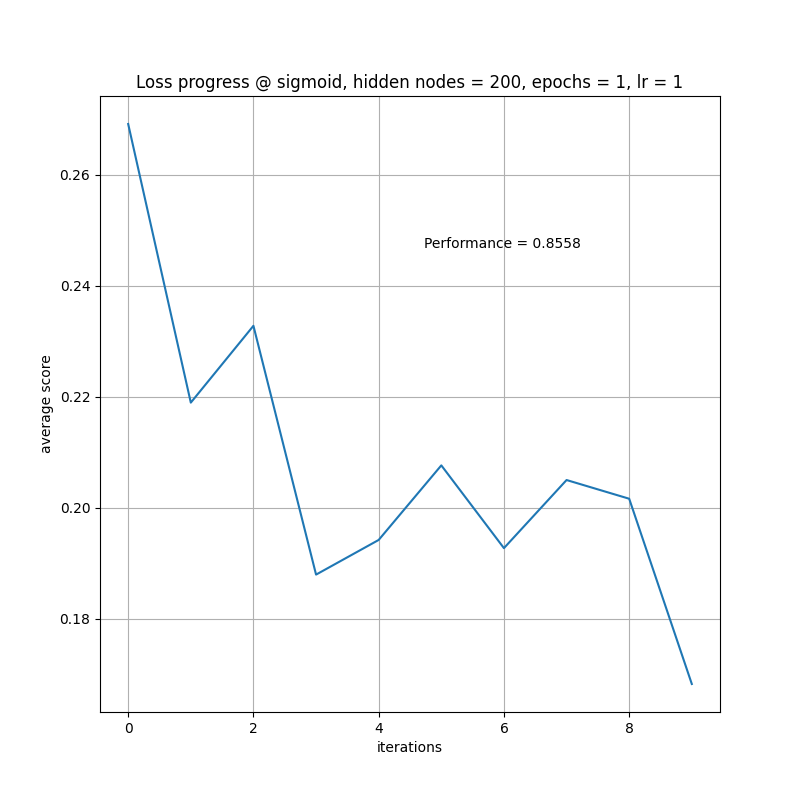 Loss progress @ sigmoid, hidden nodes = 200, epochs = 1, lr = 1
0.26
Performance = 0.8558
0.24
0.22
average score
0.20
0.18
0 2 4 6 8
iterations